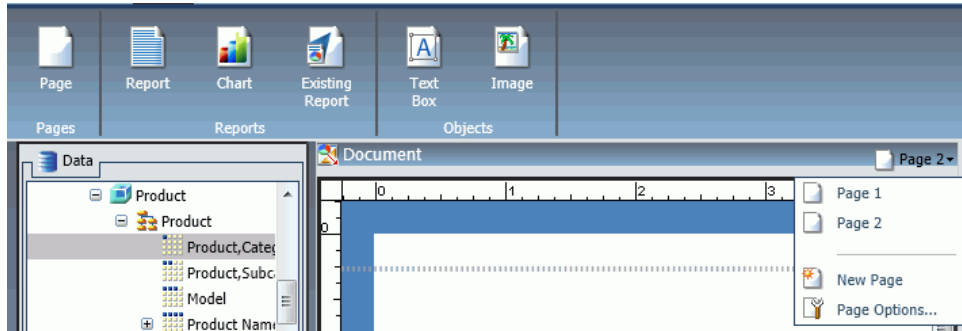 Page
Report
Chart
Existing
Report
Text
Box
Image
Pages
Reports
Objects
Data
Document
Page 2
Product
Product
Product,Categ
Product,Subc
Model
Product Name
0
1
2
3
0
Page 1
Page 2
New Page
Page Options...